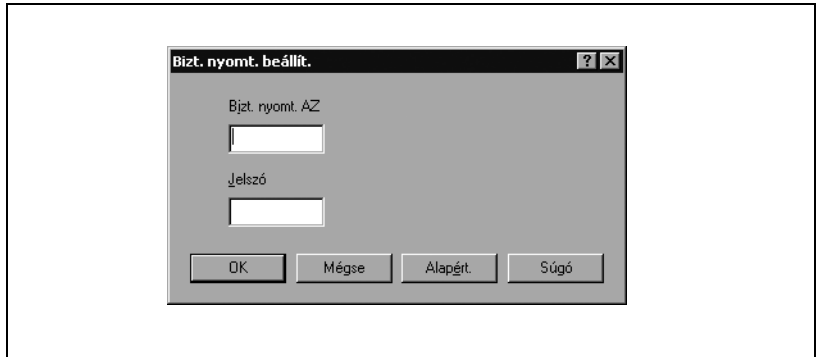 Bizt. nyomt. beállít.
Bizt. nyomt. AZ
Jelszó
OK Mégse Alapért. Súgó